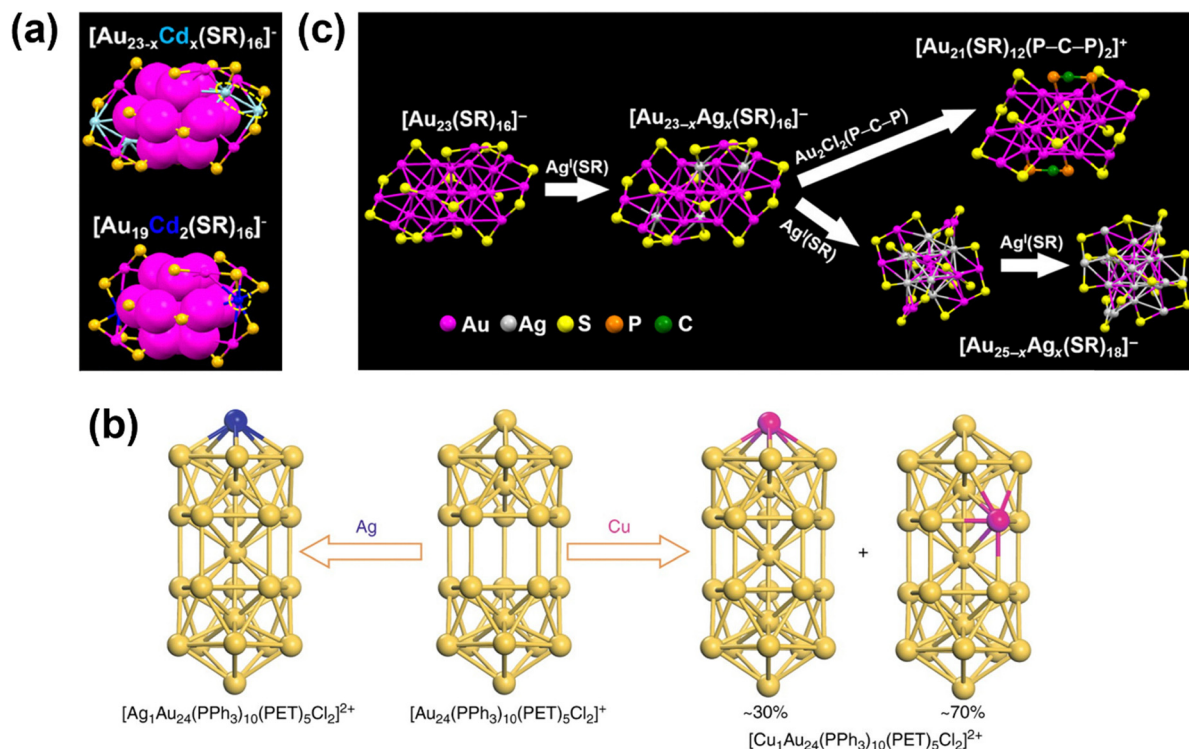 (a)
[Au23-xCdx(SR)16]-
[Au19Cd2(SR)16]-
(c)
[Au23(SR)16]–
AgI(SR)
[Au23–xAgx(SR)16]–
Au2Cl2(P–C–P)
[Au21(SR)12(P–C–P)2]+
AgI(SR)
AgI(SR)
[Au25–xAgx(SR)18]–
Au Ag S P C
(b)
Ag
Cu
+
[Ag1Au24(PPh3)10(PET)5Cl2]2+
[Au24(PPh3)10(PET)5Cl2]+
~30%
~70%
[Cu1Au24(PPh3)10(PET)5Cl2]2+